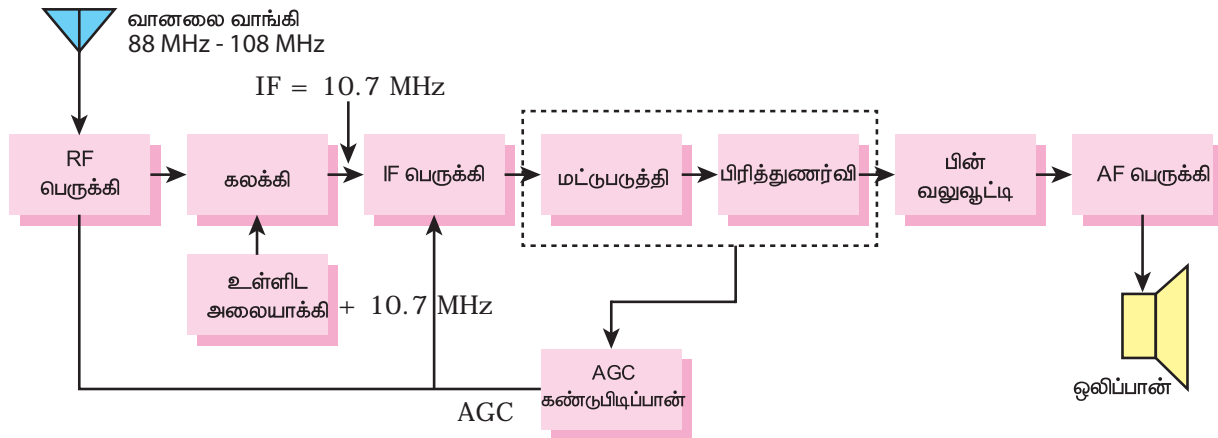 வானலை வாங்கி
88 MHz - 108 MHz
IF = 10.7 MHz
RF
பெருக்கி
கலக்கி
IF பெருக்கி
மட்டுபடுத்தி
பிரித்துணர்வி
பின்
வலுவூட்டி
AF பெருக்கி
உள்ளிட
அலையாக்கி + 10.7 MHz
AGC
கண்டுபிடிப்பான்
AGC
ஒலிப்பான்